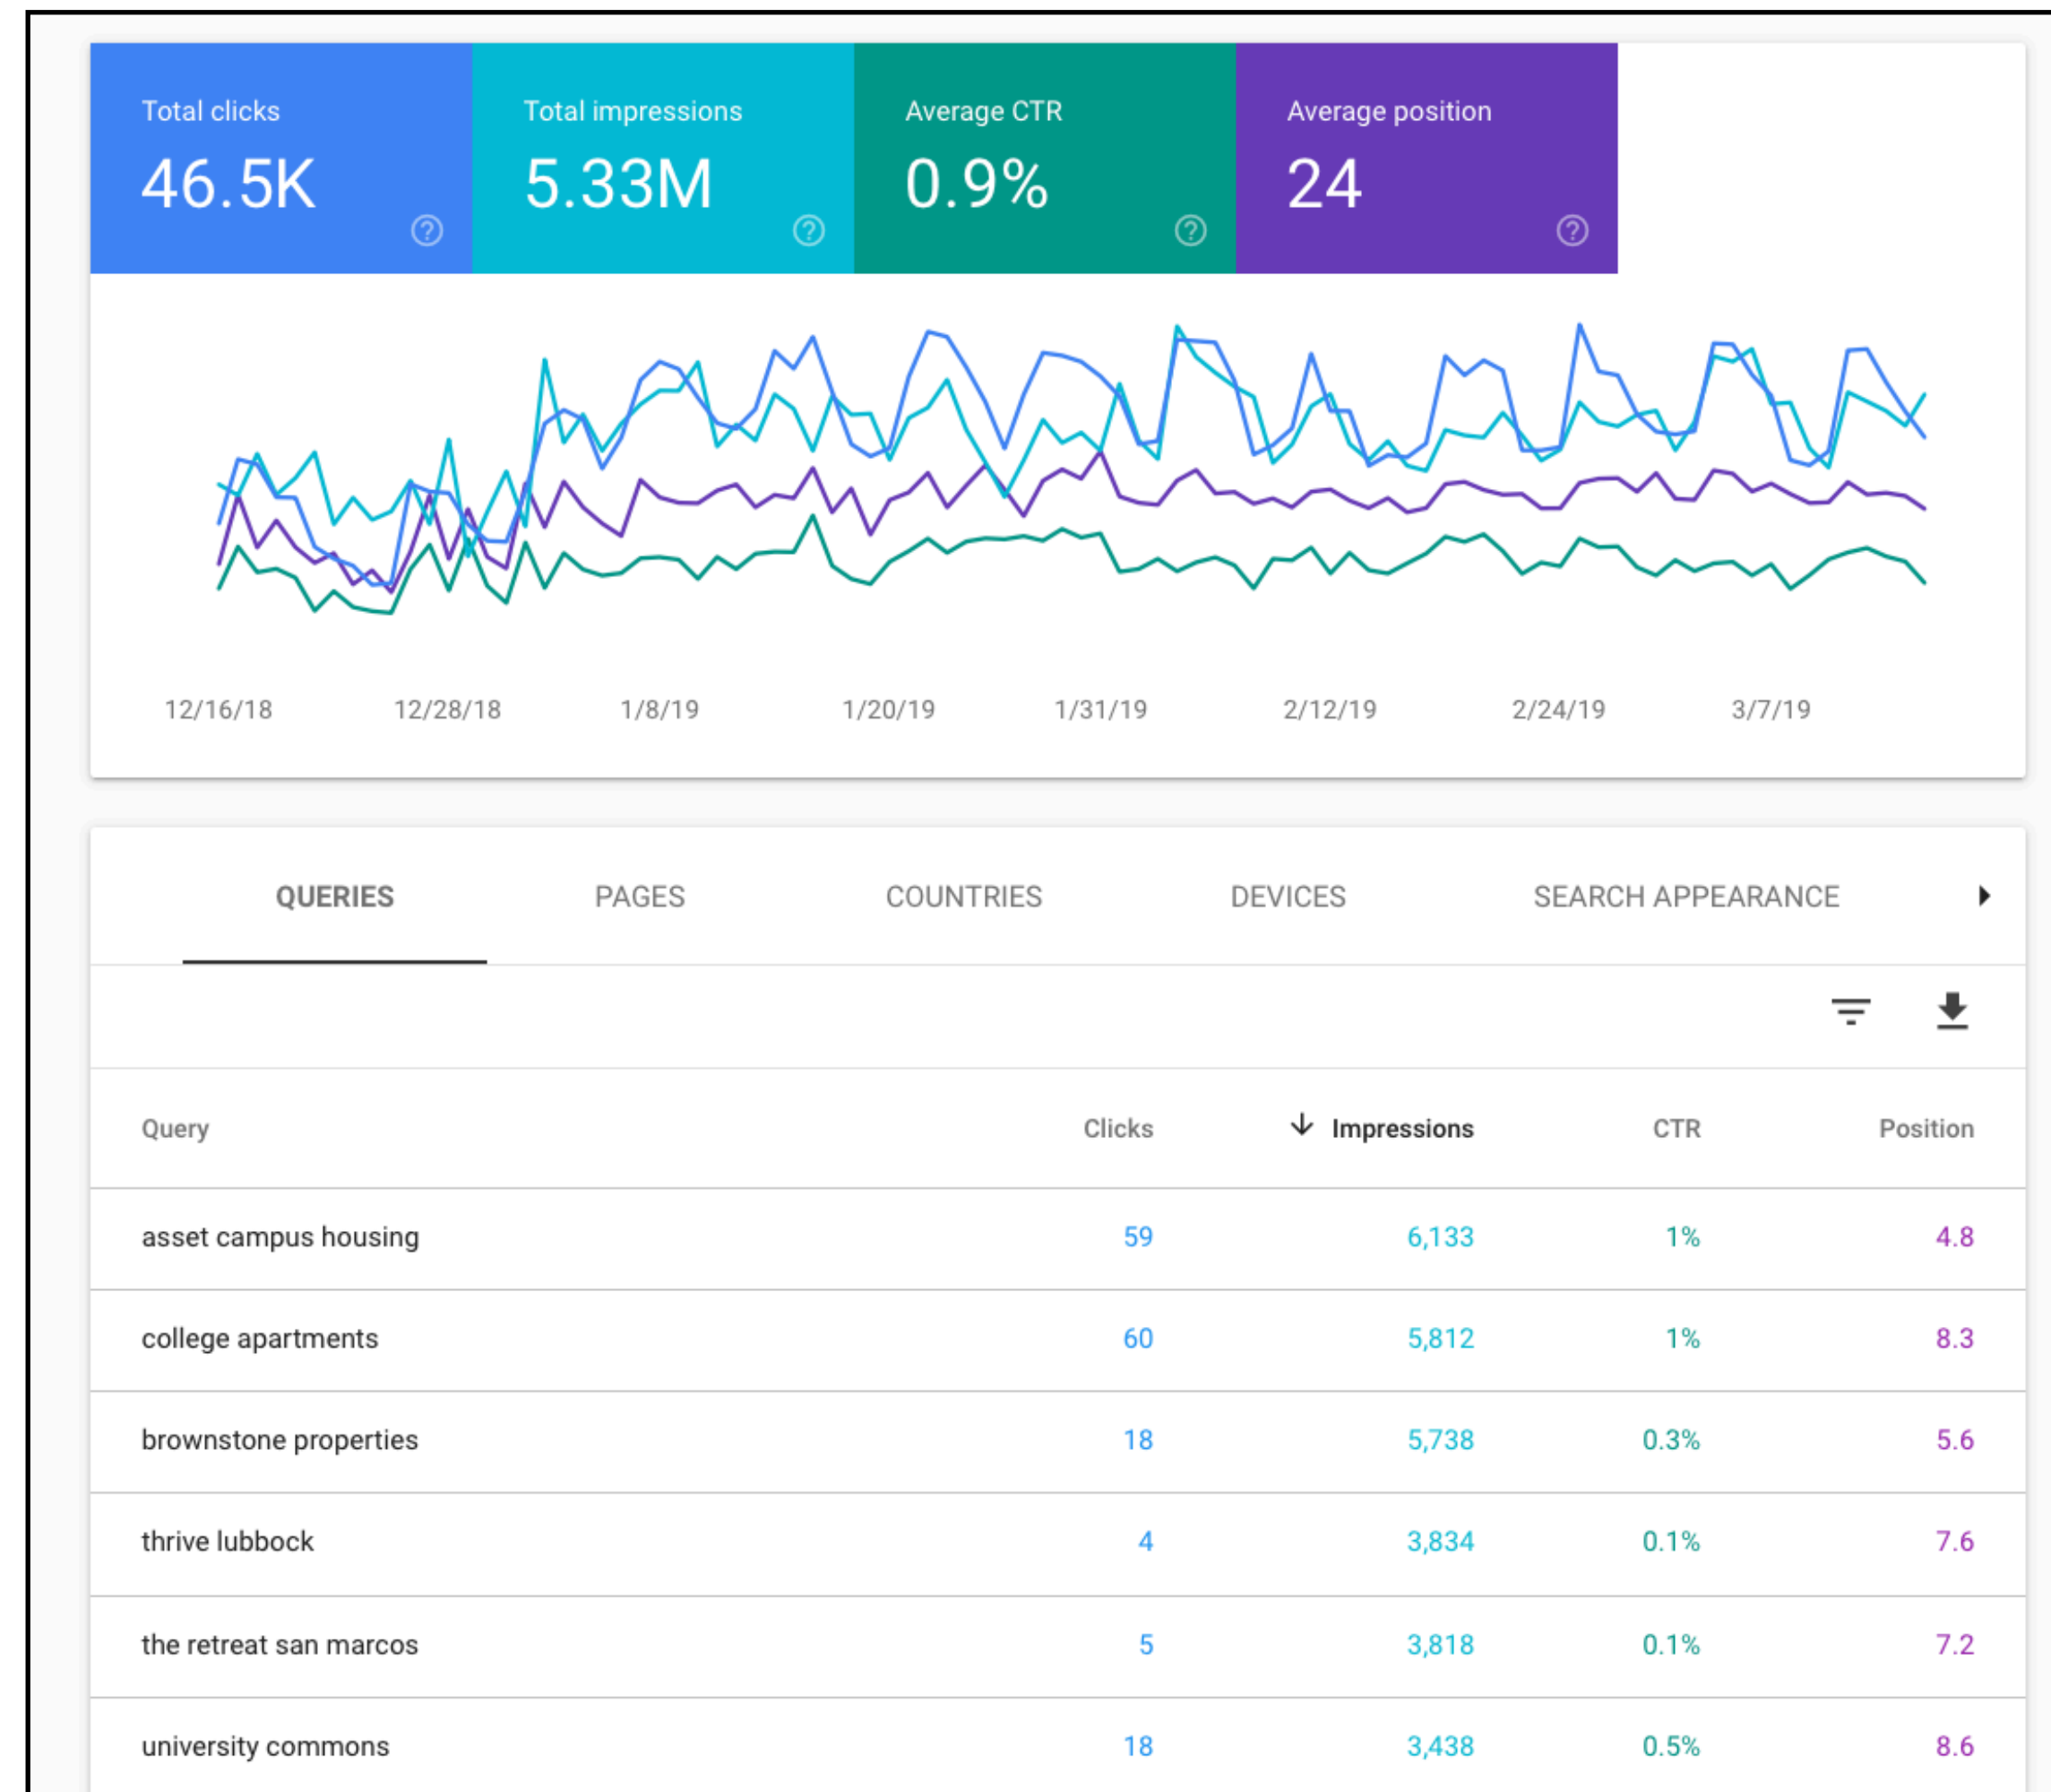 Total clicks Total impressions Average CTR Average position
46.5K 5.33M 0.9% 24
12/16/18 12/28/18 1/8/19 1/20/19 1/31/19 2/12/19 2/24/19 3/7/19
QUERIES PAGES COUNTRIES DEVICES SEARCH APPEARANCE
Query Clicks Impressions CTR Position
asset campus housing 59 6,133 1% 4.8
college apartments 60 5,812 1% 8.3
brownstone properties 18 5,738 0.3% 5.6
thrive lubbock 4 3,834 0.1% 7.6
the retreat san marcos 5 3,818 0.1% 7.2
university commons 18 3,438 0.5% 8.6